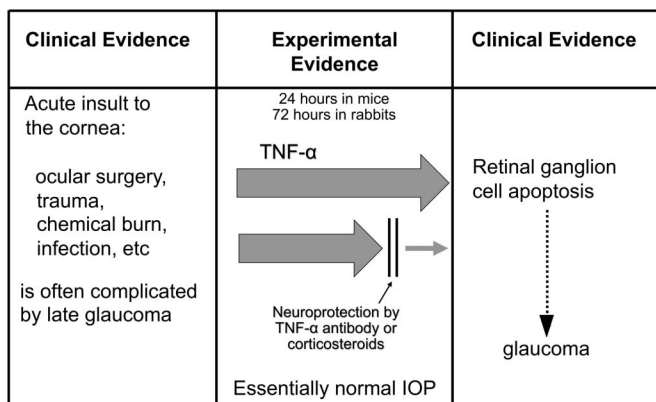 Clinical Evidence
Experimental
Evidence
Clinical Evidence
Acute insult to
the cornea:
ocular surgery,
trauma,
chemical burn,
infection, etc
is often complicated
by late glaucoma
24 hours in mice
72 hours in rabbits
TNF-α
Neuroprotection by
TNF-α antibody or
corticosteroids
Essentially normal IOP
Retinal ganglion
cell apoptosis
glaucoma